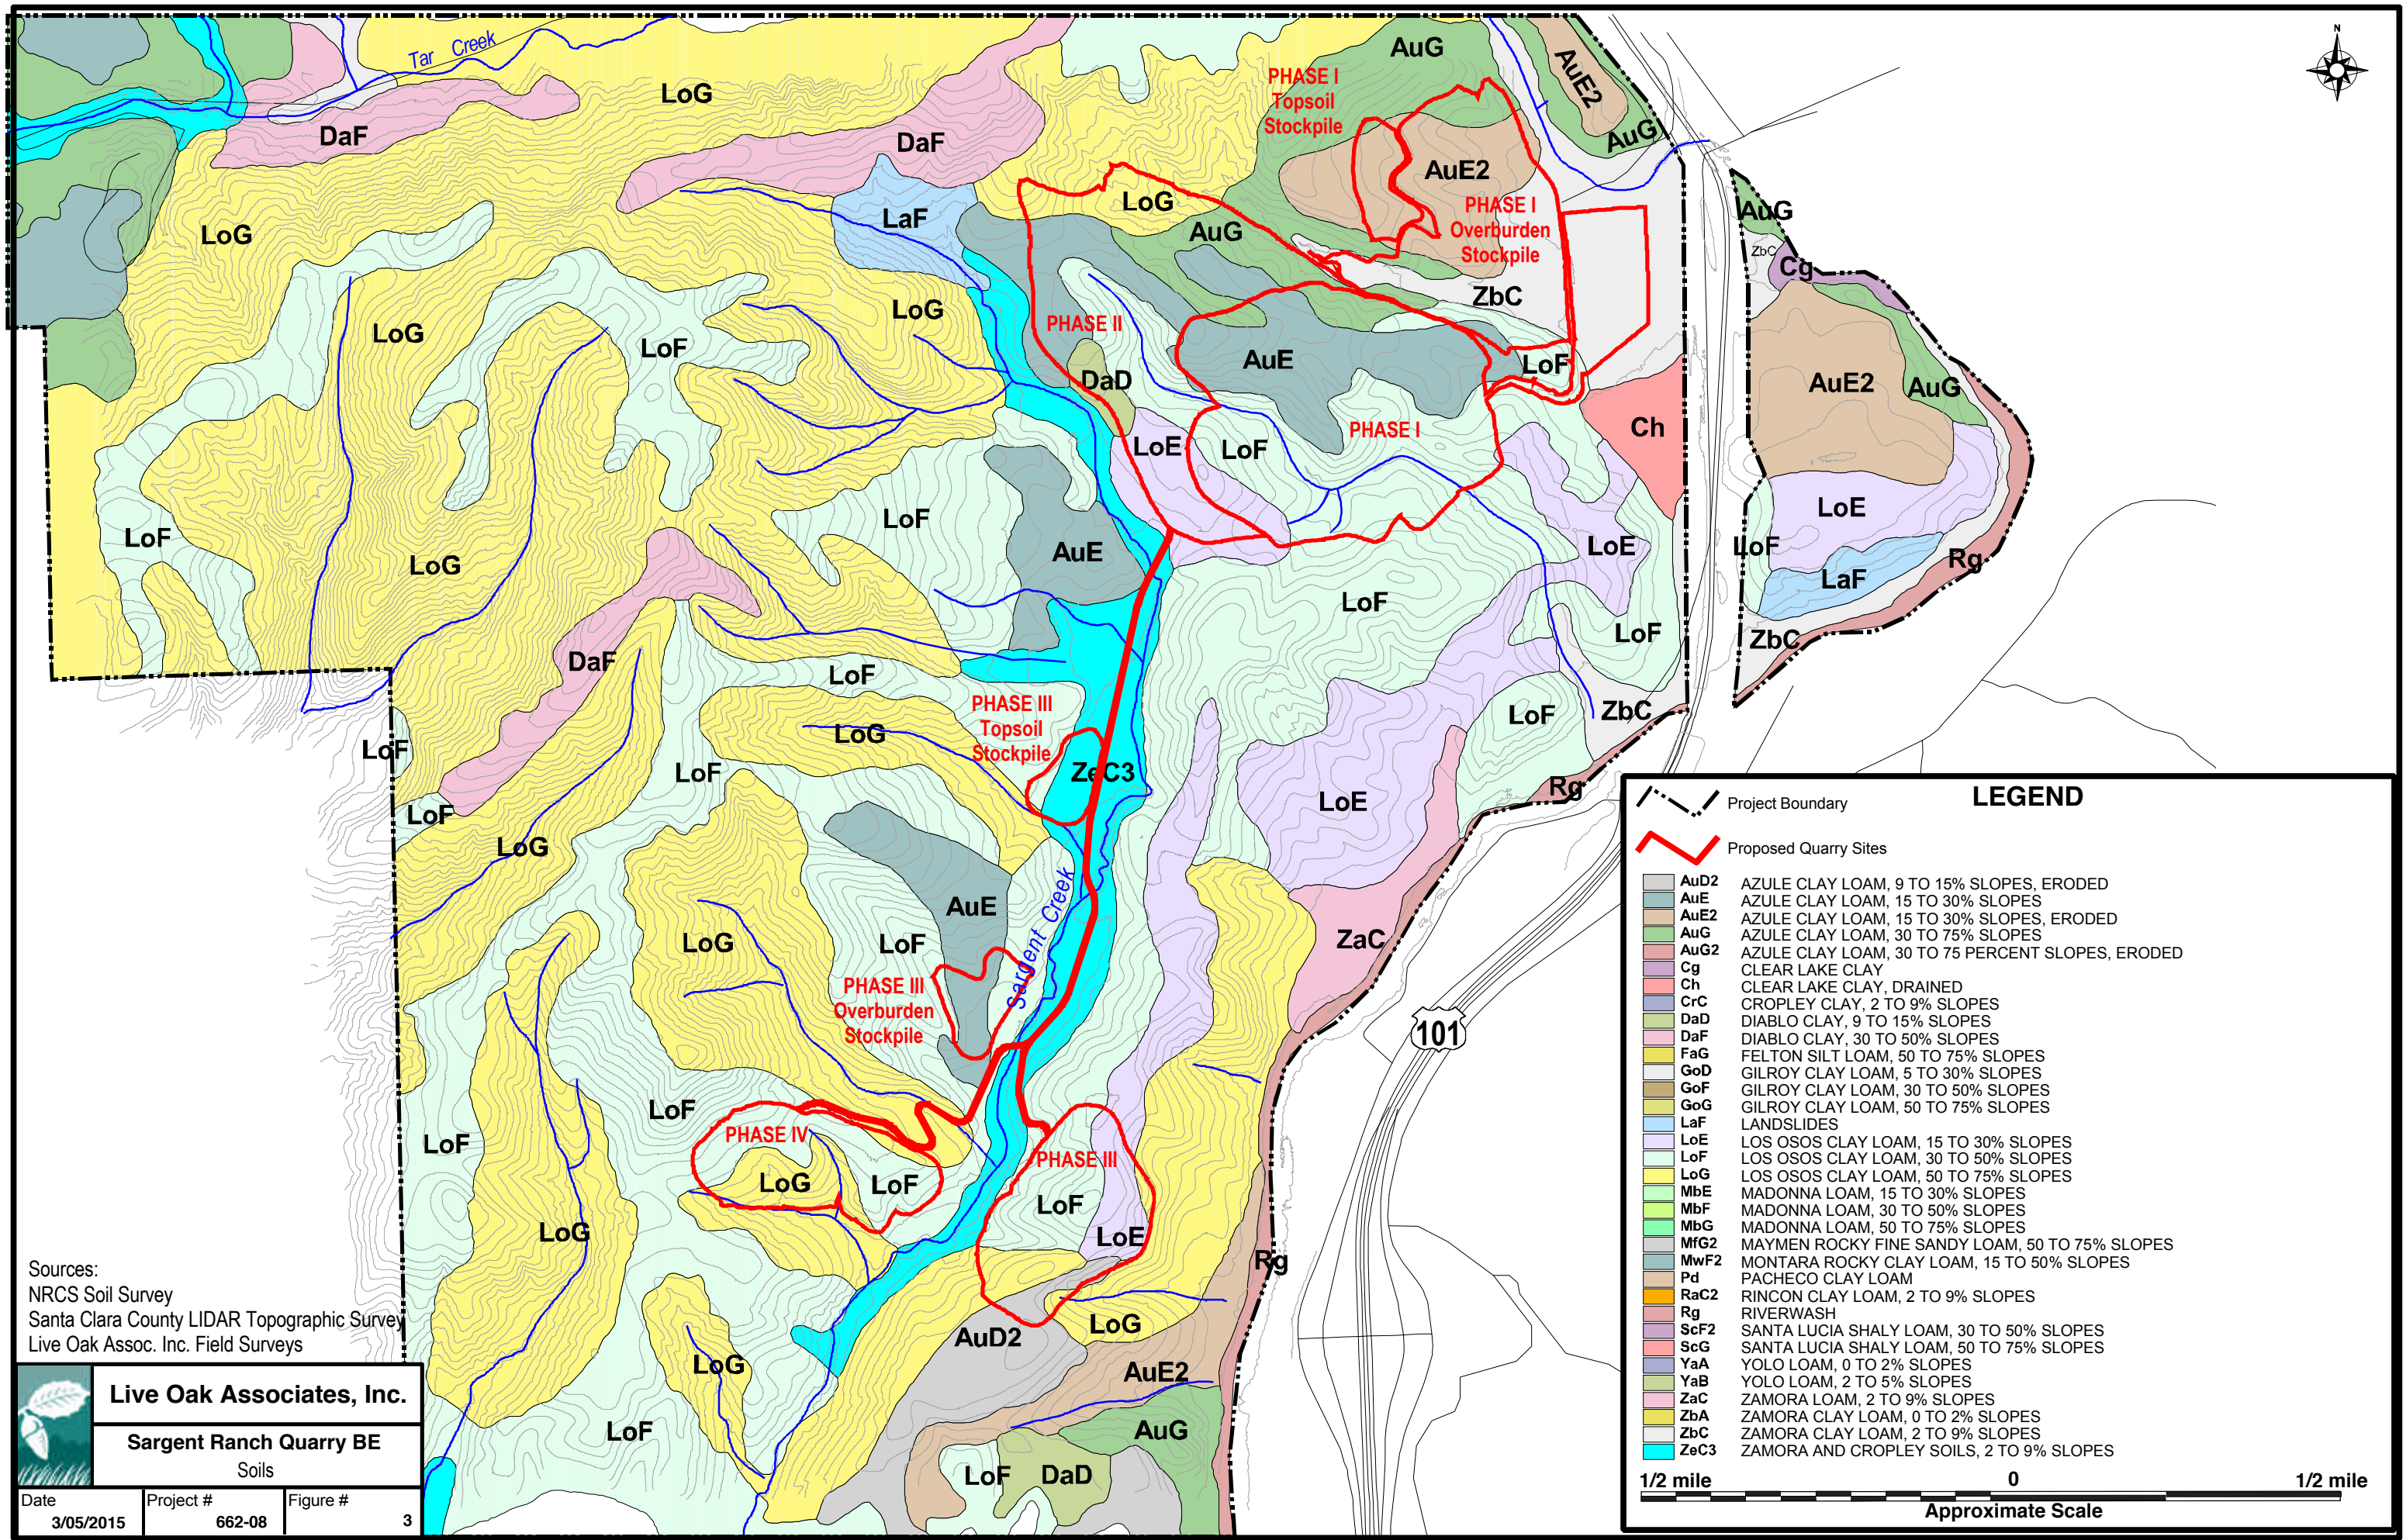 N
Tar Creek
AuG
AuE2
PHASE I
Topsoil
Stockpile
LoG
DaF
DaF
AuG
AuE2
LoG
PHASE I
Overburden
Stockpile
AuG
LaF
LoG
AuG
ZbC
Cg
ZbC
LoG
PHASE II
LoG
LoF
AuE
LoF
DaD
AuE2
AuG
Ch
PHASE I
LoE
LoF
LoF
LoE
LoF
AuE
LoE
LoF
Rg
LoG
LaF
LoF
LoF
ZbC
DaF
LoF
PHASE III
Topsoil
Stockpile
LoF
ZbC
LoG
LoF
LoF
ZeC3
Rg
LoE
LoF
LoG
AuE
Sargent Creek
LoG
LoF
ZaC
PHASE III
Overburden
Stockpile
101
LoF
PHASE IV
LoF
PHASE III
LoG
LoF
LoF
LoG
LoE
Rg
AuD2
LoG
LoG
AuE2
LoF
AuG
LoF
DaD
Sources:
NRCS Soil Survey
Santa Clara County LIDAR Topographic Survey
Live Oak Assoc. Inc. Field Surveys
Live Oak Associates, Inc.
Sargent Ranch Quarry BE
Soils
Date
Project #
Figure #
3/05/2015
662-08
3
LEGEND
Project Boundary
Proposed Quarry Sites
AuD2 AZULE CLAY LOAM, 9 TO 15% SLOPES, ERODED
AuE AZULE CLAY LOAM, 15 TO 30% SLOPES
AuE2 AZULE CLAY LOAM, 15 TO 30% SLOPES, ERODED
AuG AZULE CLAY LOAM, 30 TO 75% SLOPES
AuG2 AZULE CLAY LOAM, 30 TO 75 PERCENT SLOPES, ERODED
Cg CLEAR LAKE CLAY
Ch CLEAR LAKE CLAY, DRAINED
CrC CROPLEY CLAY, 2 TO 9% SLOPES
DaD DIABLO CLAY, 9 TO 15% SLOPES
DaF DIABLO CLAY, 30 TO 50% SLOPES
FaG FELTON SILT LOAM, 50 TO 75% SLOPES
GoD GILROY CLAY LOAM, 5 TO 30% SLOPES
GoF GILROY CLAY LOAM, 30 TO 50% SLOPES
GoG GILROY CLAY LOAM, 50 TO 75% SLOPES
LaF LANDSLIDES
LoE LOS OSOS CLAY LOAM, 15 TO 30% SLOPES
LoF LOS OSOS CLAY LOAM, 30 TO 50% SLOPES
LoG LOS OSOS CLAY LOAM, 50 TO 75% SLOPES
MbE MADONNA LOAM, 15 TO 30% SLOPES
MbF MADONNA LOAM, 30 TO 50% SLOPES
MbG MADONNA LOAM, 50 TO 75% SLOPES
MfG2 MAYMEN ROCKY FINE SANDY LOAM, 50 TO 75% SLOPES
MwF2 MONTARA ROCKY CLAY LOAM, 15 TO 50% SLOPES
Pd PACHECO CLAY LOAM
RaC2 RINCON CLAY LOAM, 2 TO 9% SLOPES
Rg RIVERWASH
ScF2 SANTA LUCIA SHALY LOAM, 30 TO 50% SLOPES
ScG SANTA LUCIA SHALY LOAM, 50 TO 75% SLOPES
YaA YOLO LOAM, 0 TO 2% SLOPES
YaB YOLO LOAM, 2 TO 5% SLOPES
ZaC ZAMORA LOAM, 2 TO 9% SLOPES
ZbA ZAMORA CLAY LOAM, 0 TO 2% SLOPES
ZbC ZAMORA CLAY LOAM, 2 TO 9% SLOPES
ZeC3 ZAMORA AND CROPLEY SOILS, 2 TO 9% SLOPES
1/2 mile 0 1/2 mile
Approximate Scale